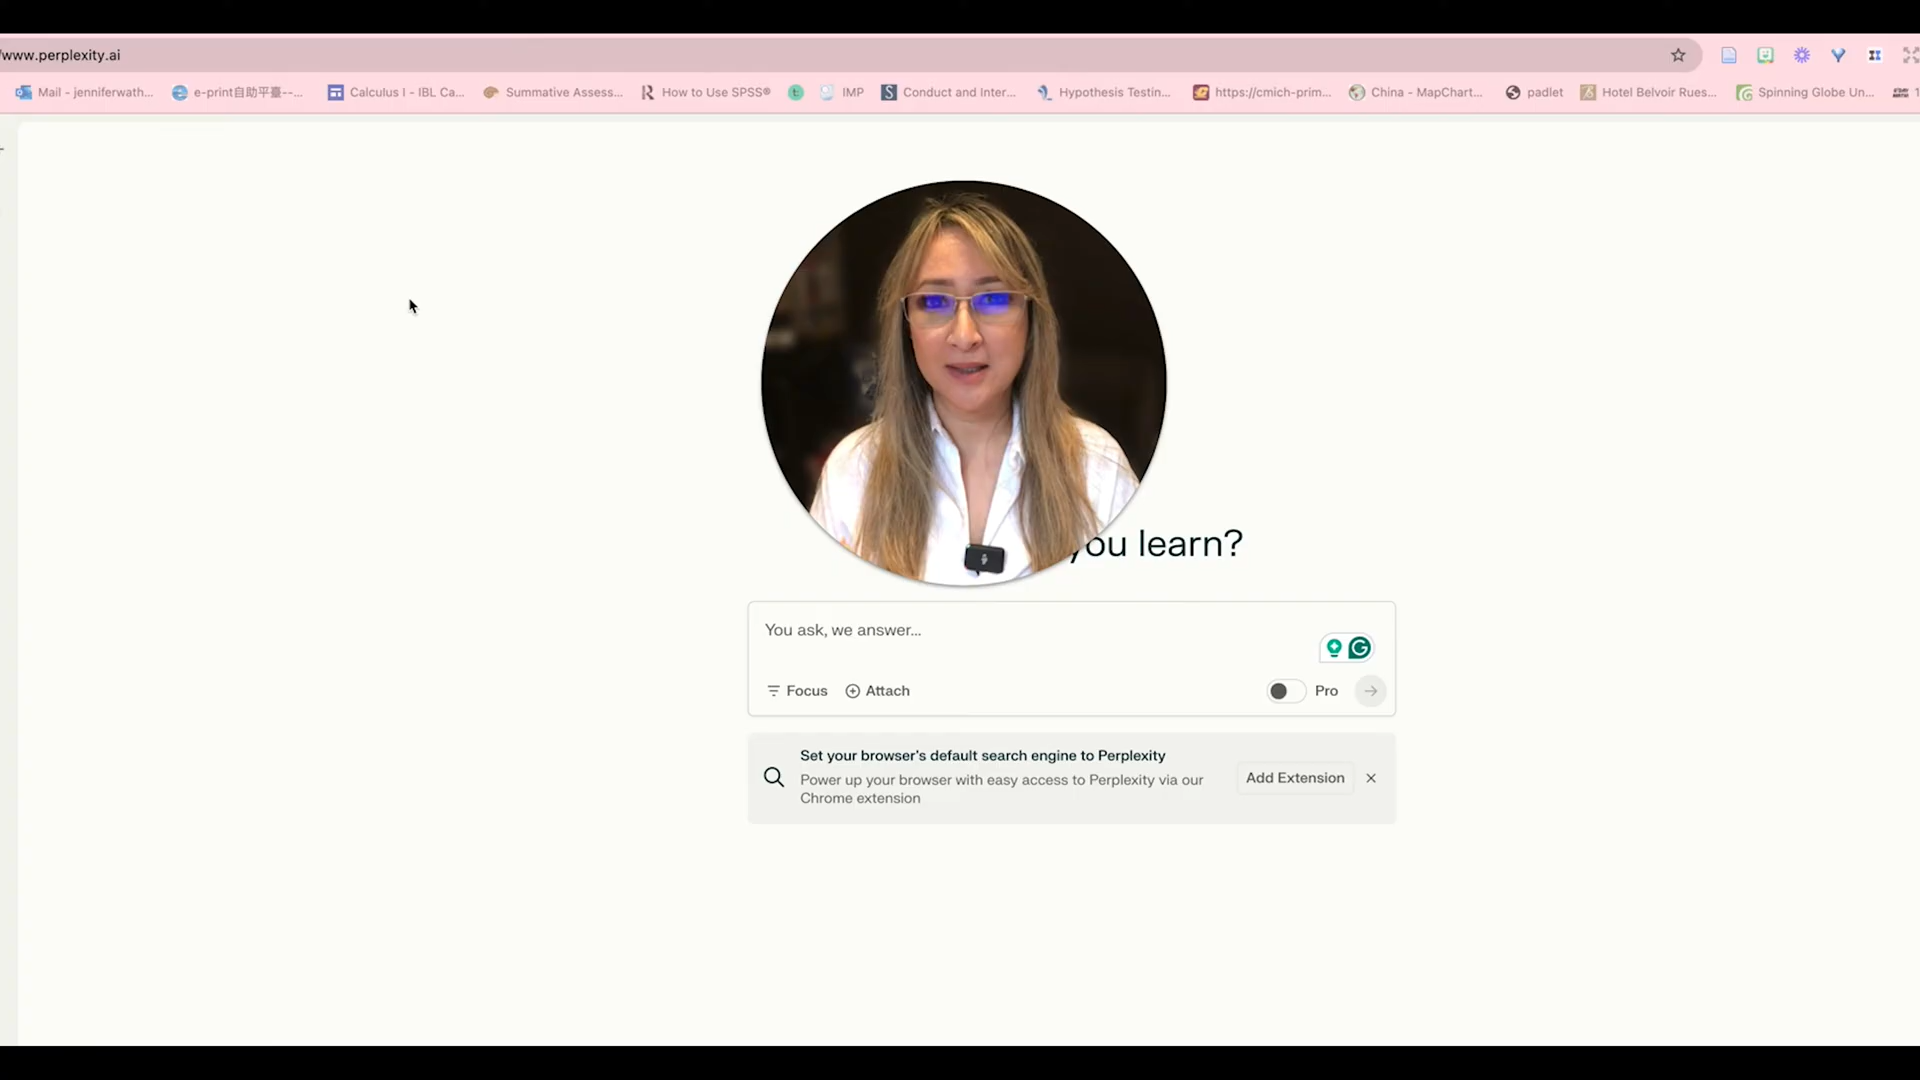 /www.perplexity.ai
Mail - jenniferwath... e-print自助平臺--... Calculus I - IBL Ca... Summative Assess... How to Use SPSS® IMP Conduct and Inter... Hypothesis Testin... https://cmich-prim... China - MapChart... padlet Hotel Belvoir Rues... Spinning Globe Un...
you learn?
You ask, we answer...
Focus Attach Pro
Set your browser's default search engine to Perplexity
Power up your browser with easy access to Perplexity via our
Chrome extension
Add Extension